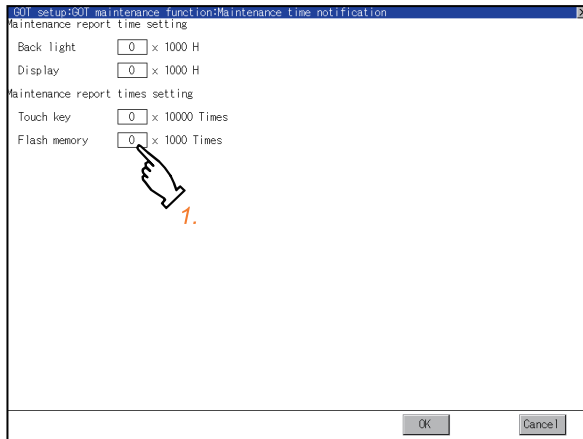 GOT setup:GOT maintenance function:Maintenance time notification
Maintenance report time setting
Back light 0 × 1000 H
Display 0 × 1000 H
Maintenance report times setting
Touch key 0 × 10000 Times
Flash memory 0 × 1000 Times
1.
OK Cancel